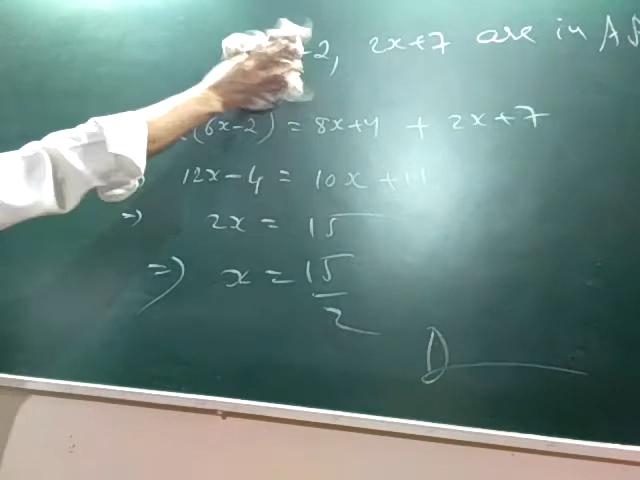 -2, 2x+7 are in A
(6x-2) = 8x+4 + 2x+7
12x-4 = 10x+11
=> 2x = 15
=> x = 15/2
D